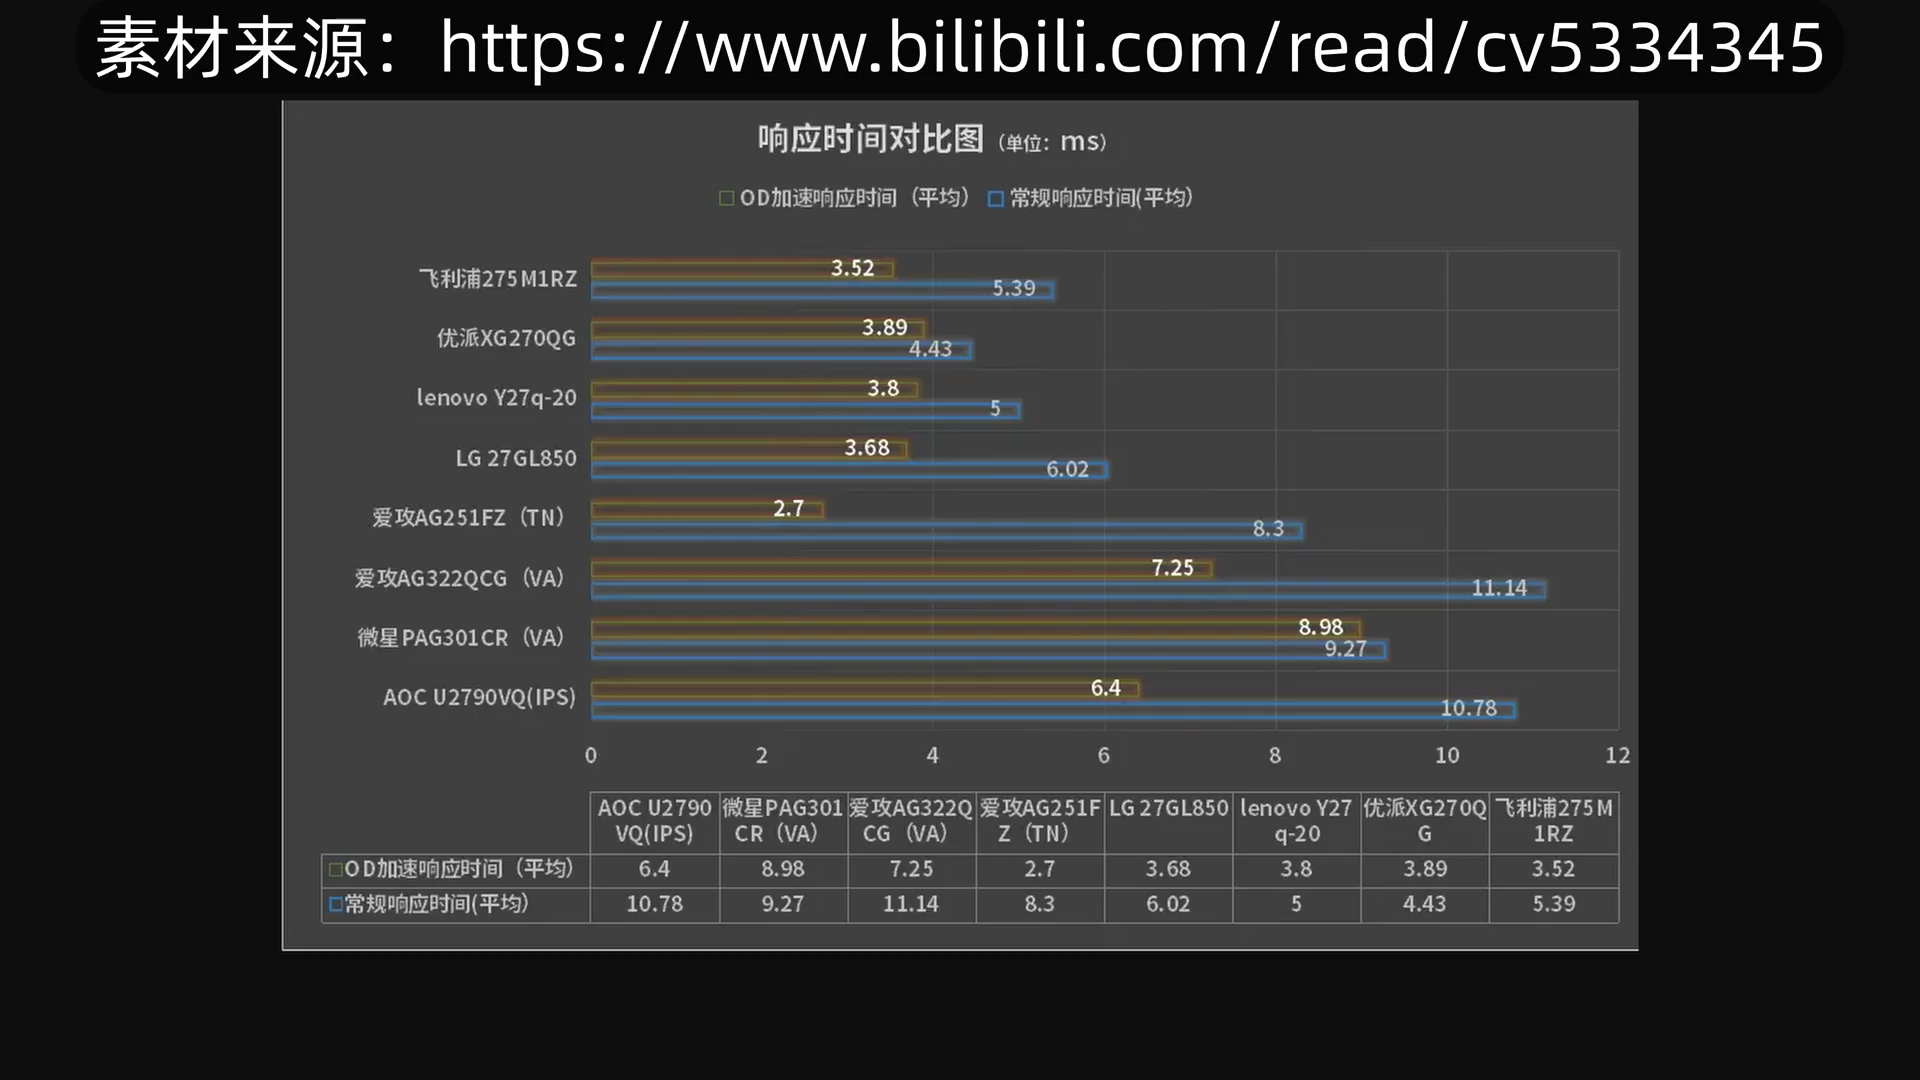 素材来源：https://www.bilibili.com/read/cv5334345
响应时间对比图（单位：ms）
OD加速响应时间（平均） 常规响应时间(平均)
飞利浦275M1RZ 3.52 5.39
优派XG270QG 3.89 4.43
lenovo Y27q-20 3.8 5
LG 27GL850 3.68 6.02
爱攻AG251FZ（TN） 2.7 8.3
爱攻AG322QCG（VA） 7.25 11.14
微星PAG301CR（VA） 8.98 9.27
AOC U2790VQ(IPS) 6.4 10.78
0 2 4 6 8 10 12
AOC U2790 微星PAG301 爱攻AG322Q 爱攻AG251F LG 27GL850 lenovo Y27 优派XG270Q 飞利浦275M
VQ(IPS) CR（VA） CG（VA） Z（TN） q-20 G 1RZ
OD加速响应时间（平均） 6.4 8.98 7.25 2.7 3.68 3.8 3.89 3.52
常规响应时间(平均) 10.78 9.27 11.14 8.3 6.02 5 4.43 5.39